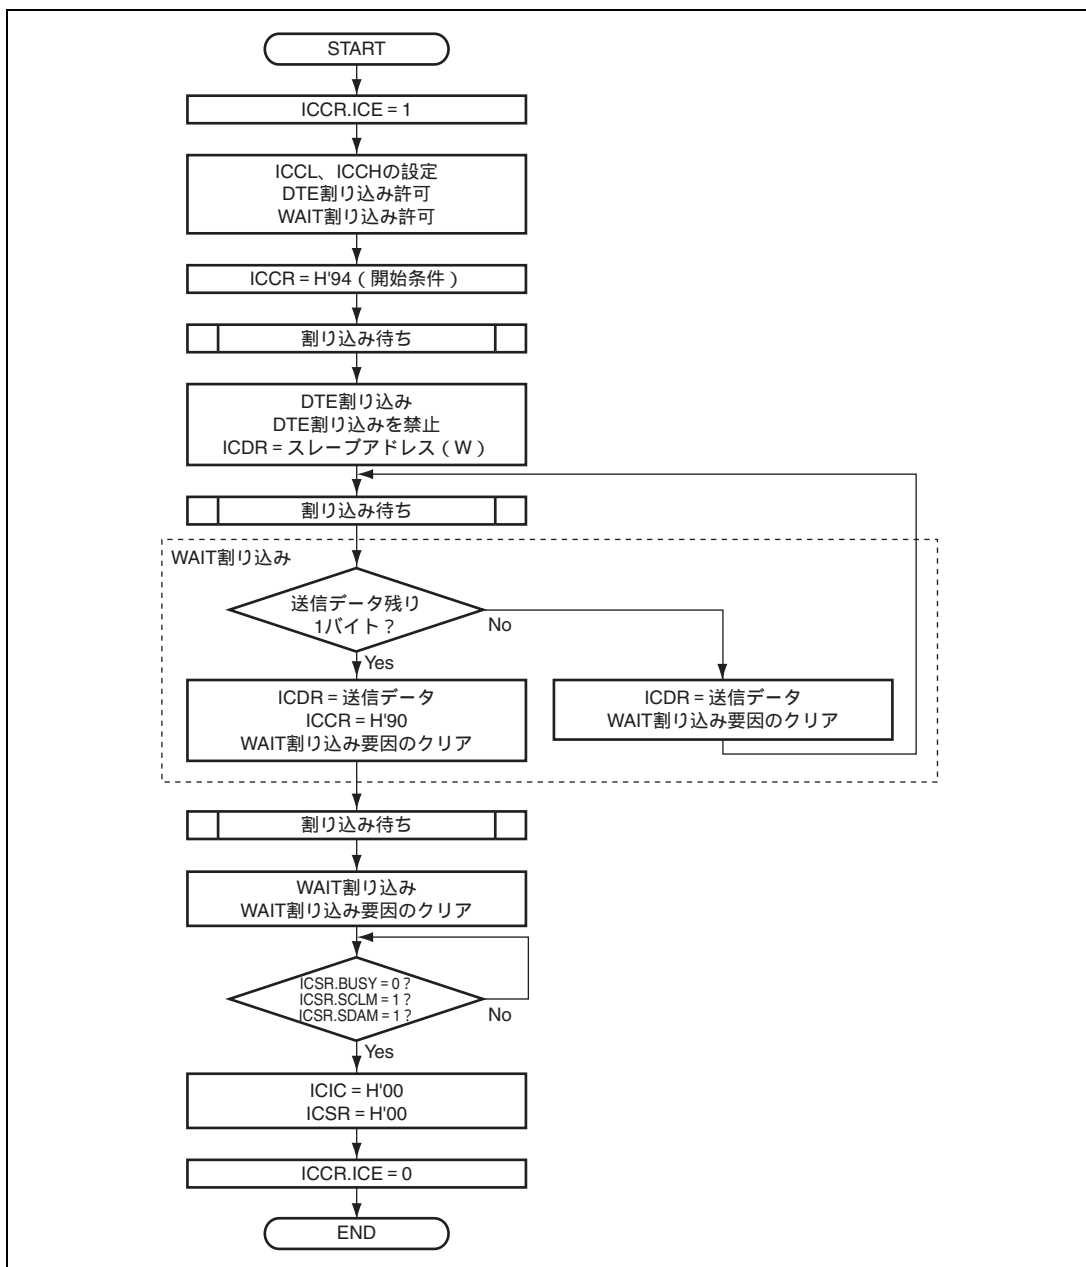 START
ICCR.ICE = 1
ICCL、ICCHの設定
DTE割り込み許可
WAIT割り込み許可
ICCR = H'94（開始条件）
割り込み待ち
DTE割り込み
DTE割り込みを禁止
ICDR = スレーブアドレス（W）
割り込み待ち
WAIT割り込み
送信データ残り
1バイト？
No
Yes
ICDR = 送信データ
ICCR = H'90
WAIT割り込み要因のクリア
ICDR = 送信データ
WAIT割り込み要因のクリア
割り込み待ち
WAIT割り込み
WAIT割り込み要因のクリア
ICSR.BUSY = 0？
ICSR.SCLM = 1？
ICSR.SDAM = 1？
No
Yes
ICIC = H'00
ICSR = H'00
ICCR.ICE = 0
END